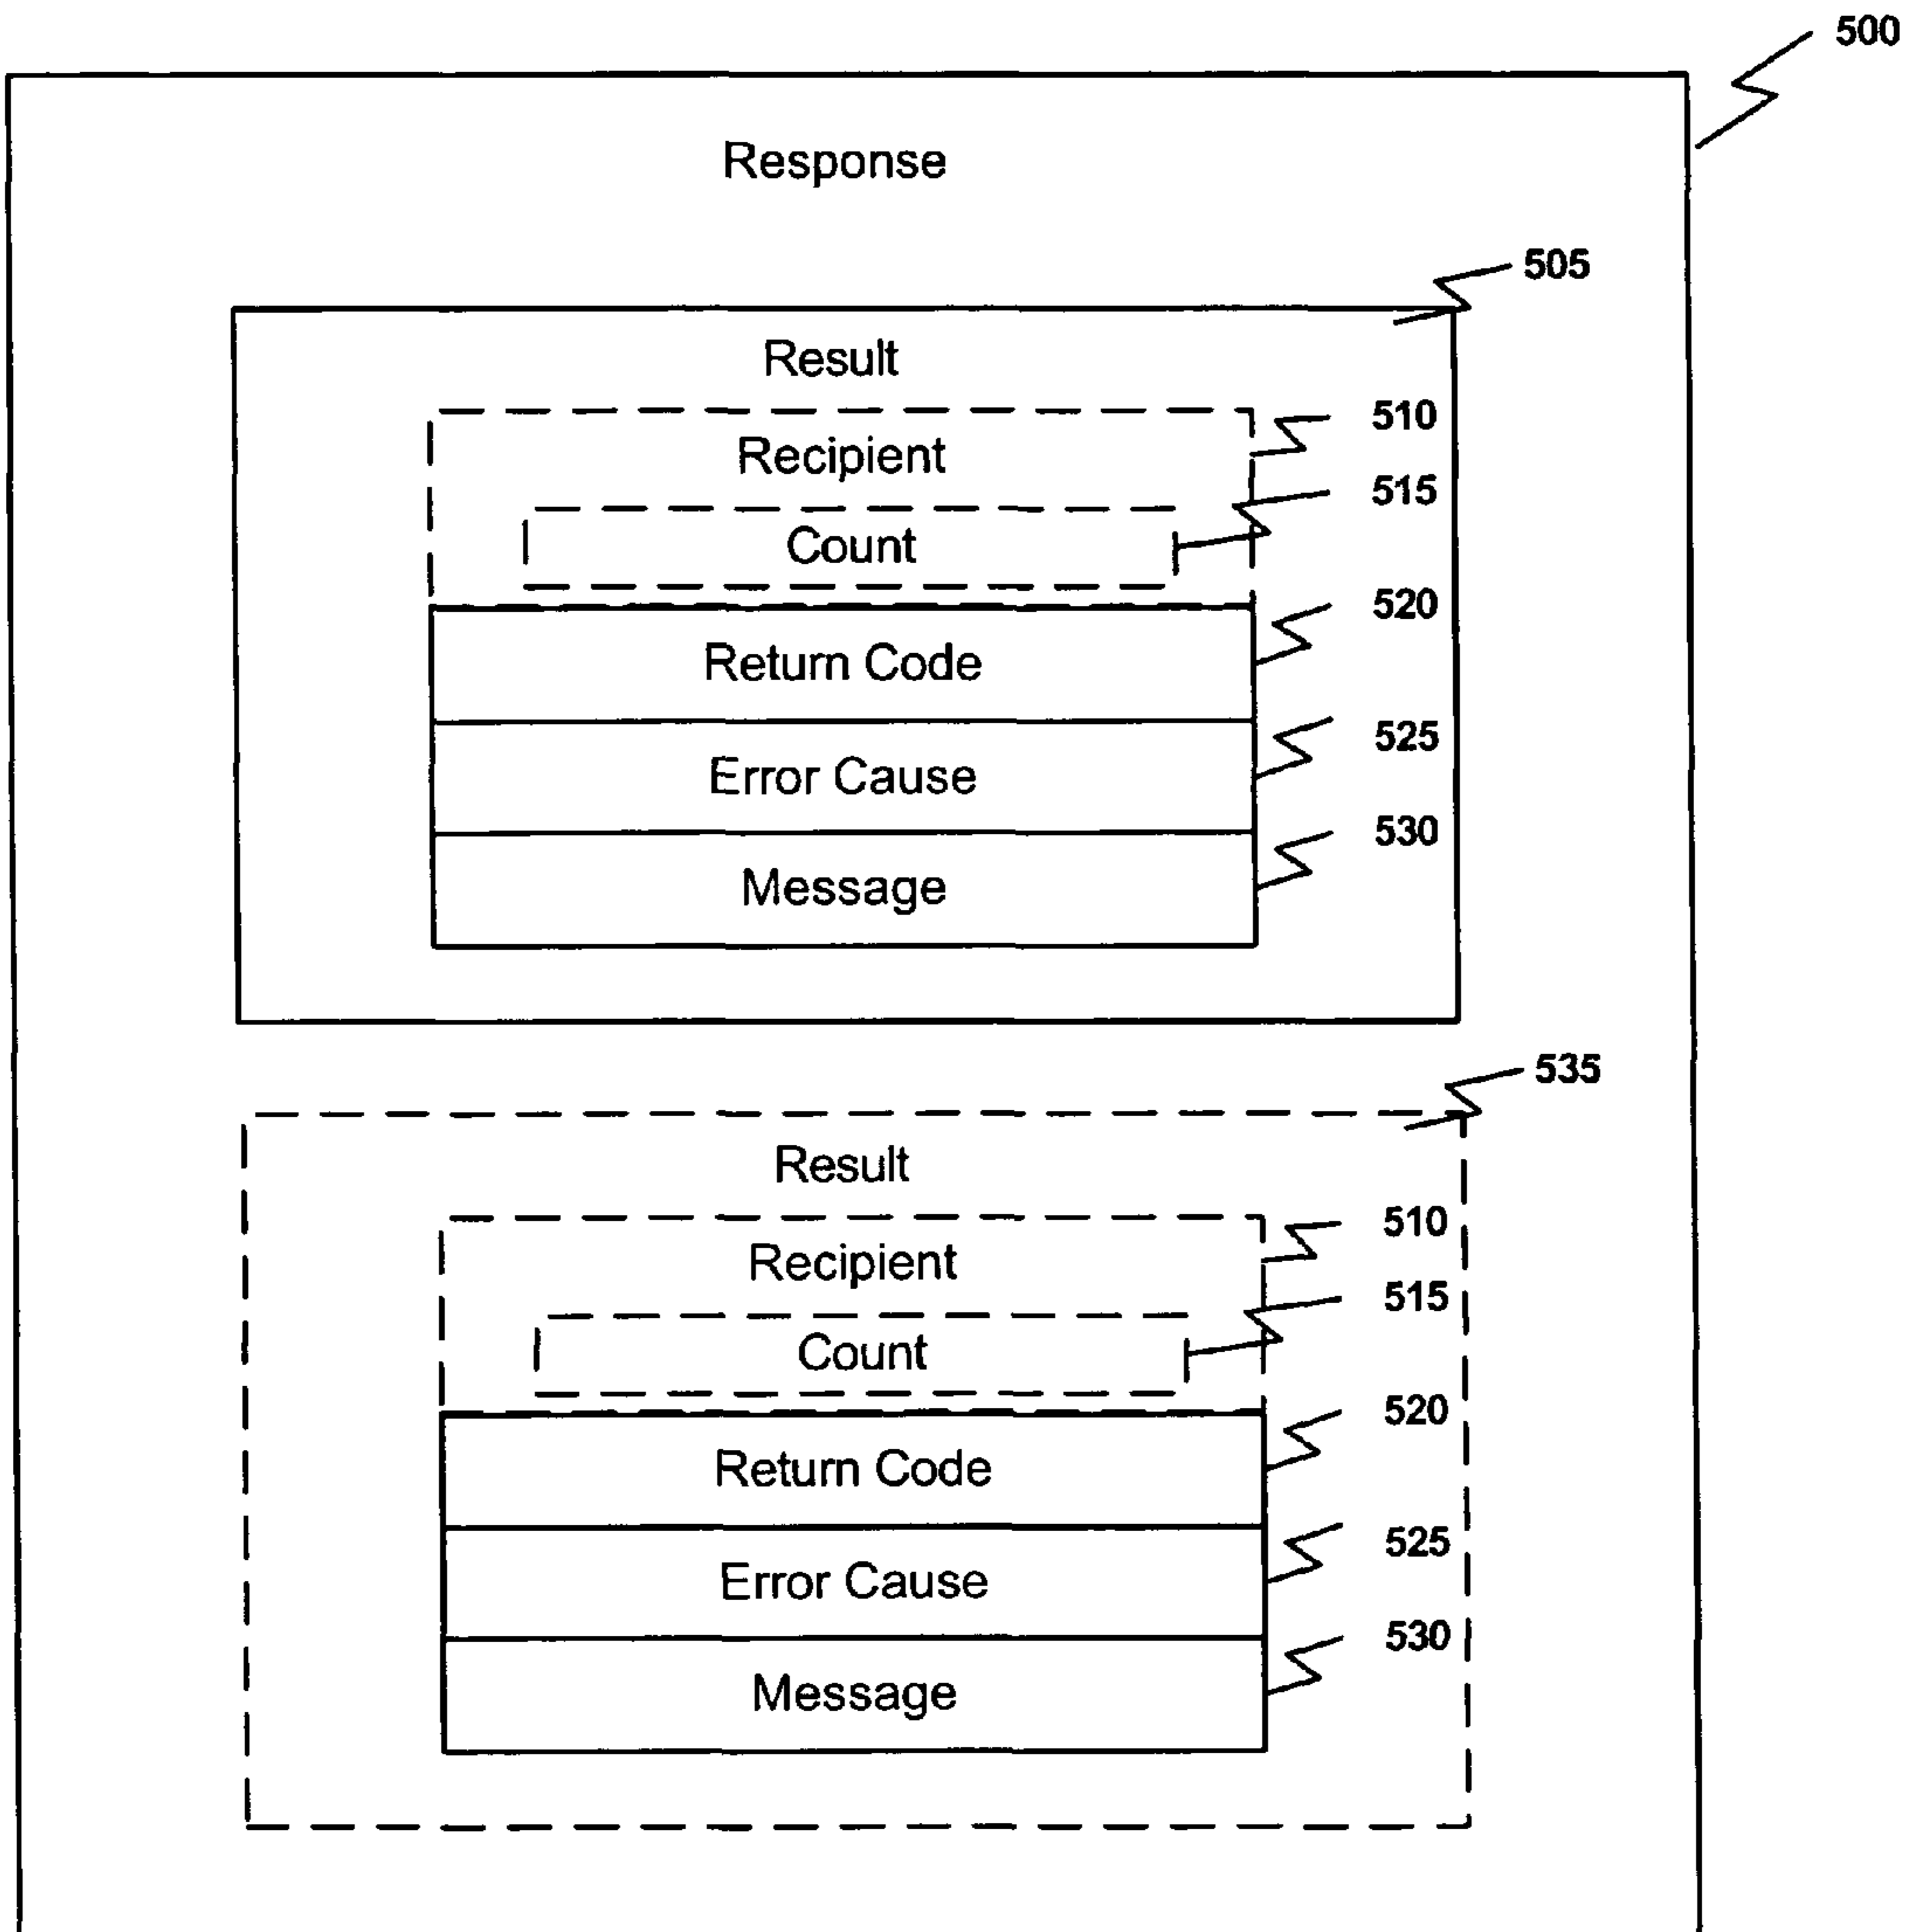 500
Response
505
Result
510
Recipient
515
Count
520
Return Code
525
Error Cause
530
Message
535
Result
510
Recipient
515
Count
520
Return Code
525
Error Cause
530
Message